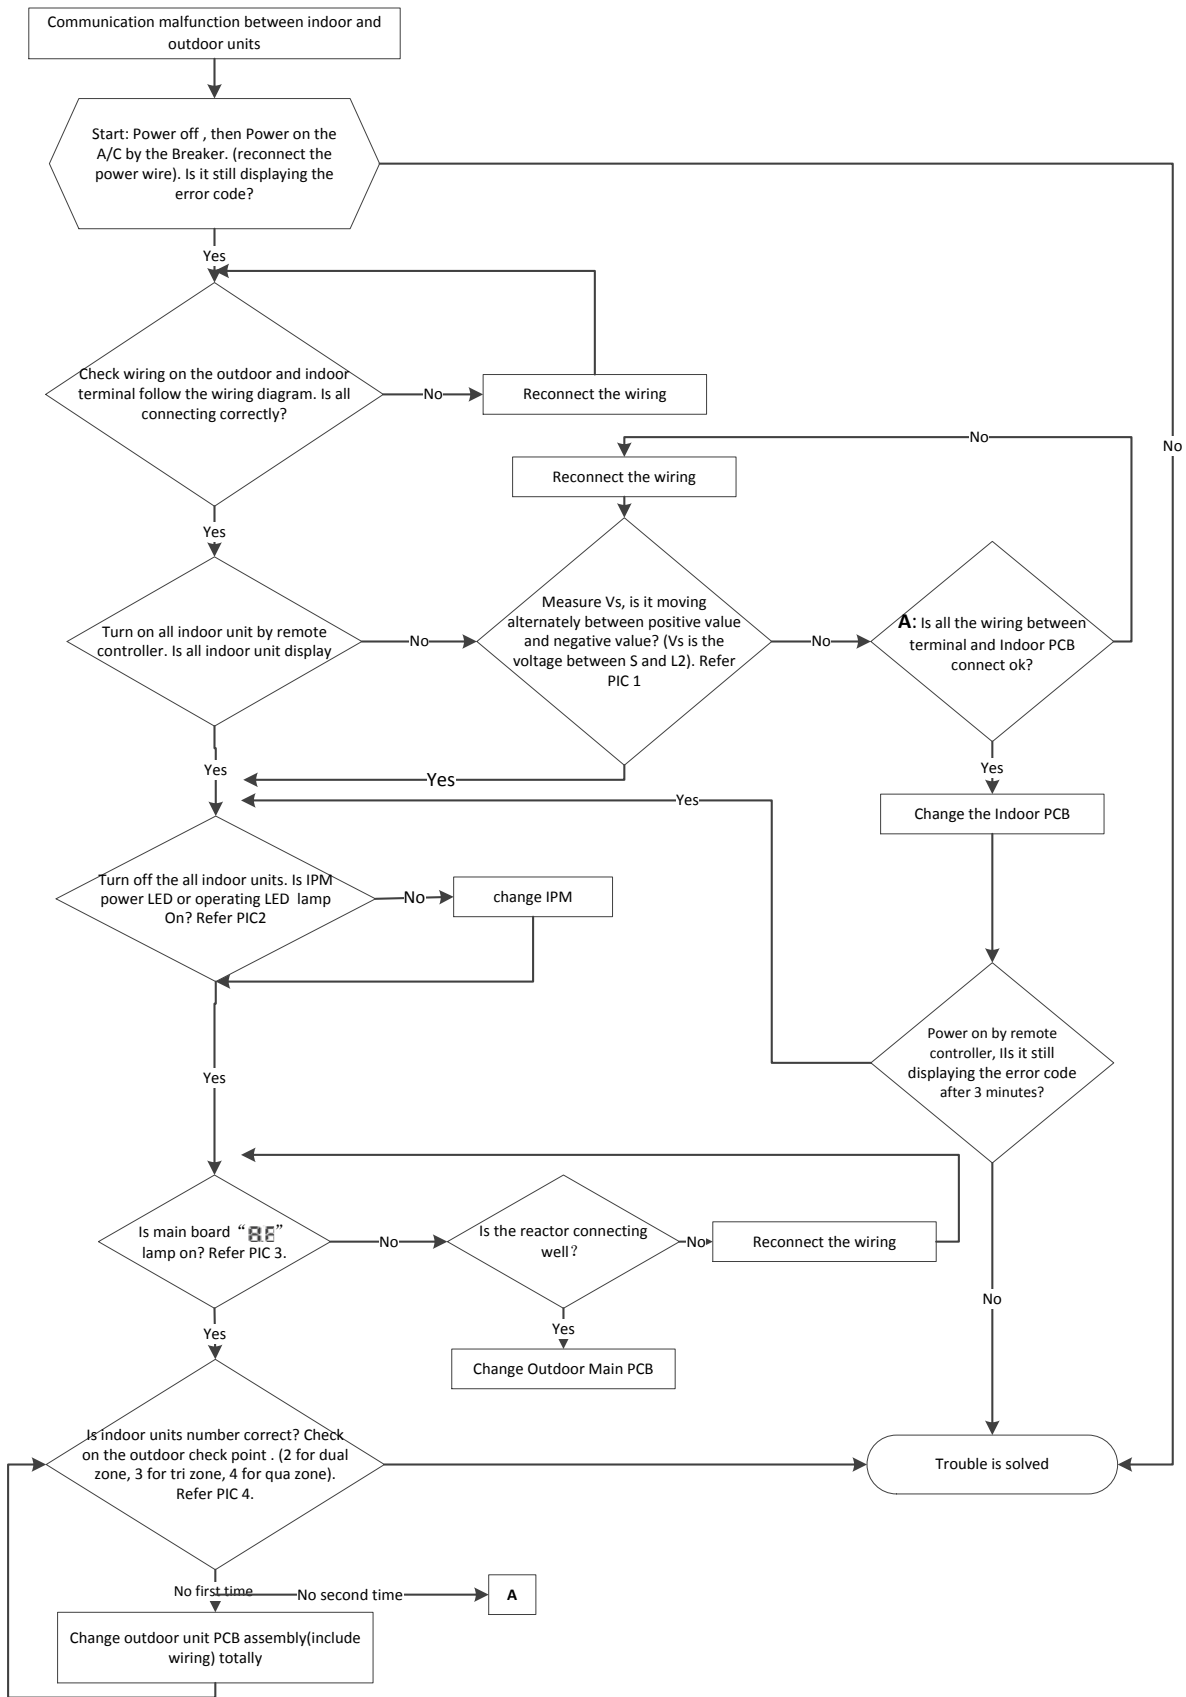 Communication malfunction between indoor and
outdoor units
Start: Power off , then Power on the
A/C by the Breaker. (reconnect the
power wire). Is it still displaying the
error code?
Yes
No
Check wiring on the outdoor and indoor
terminal follow the wiring diagram. Is all
connecting correctly?
No
Reconnect the wiring
Yes
No
Reconnect the wiring
Turn on all indoor unit by remote
controller. Is all indoor unit display
No
Measure Vs, is it moving
alternately between positive value
and negative value? (Vs is the
voltage between S and L2). Refer
PIC 1
No
A: Is all the wiring between
terminal and Indoor PCB
connect ok?
Yes
Yes
Yes
Yes
Change the Indoor PCB
Turn off the all indoor units. Is IPM
power LED or operating LED lamp
On? Refer PIC2
No
change IPM
Power on by remote
controller, IIs it still
displaying the error code
after 3 minutes?
Yes
No
Is main board “8.E”
lamp on? Refer PIC 3.
No
Is the reactor connecting
well？
No
Reconnect the wiring
Yes
Yes
Change Outdoor Main PCB
Is indoor units number correct? Check
on the outdoor check point . (2 for dual
zone, 3 for tri zone, 4 for qua zone).
Refer PIC 4.
Trouble is solved
No first time
No second time
A
Change outdoor unit PCB assembly(include
wiring) totally